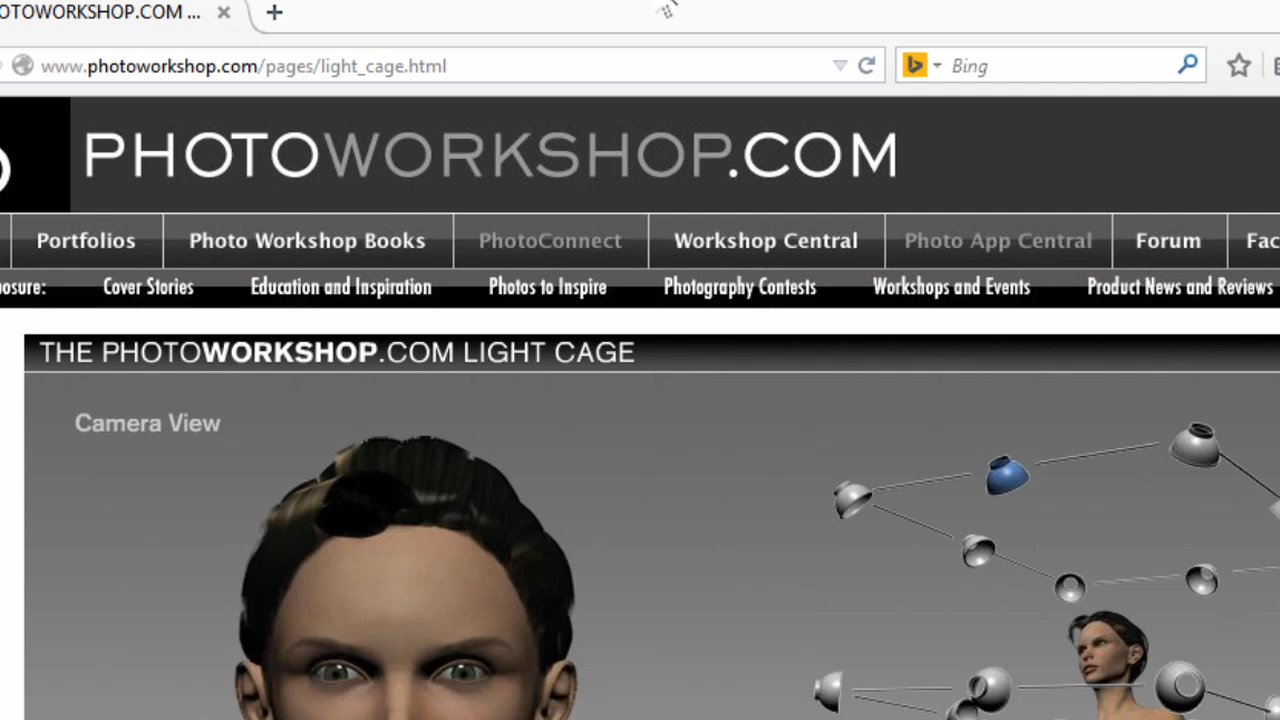 OTOWORKSHOP.COM ...
www.photoworkshop.com/pages/light_cage.html
Bing
PHOTOWORKSHOP.COM
Portfolios Photo Workshop Books PhotoConnect Workshop Central Photo App Central Forum Fac
osure: Cover Stories Education and Inspiration Photos to Inspire Photography Contests Workshops and Events Product News and Reviews
THE PHOTOWORKSHOP.COM LIGHT CAGE
Camera View